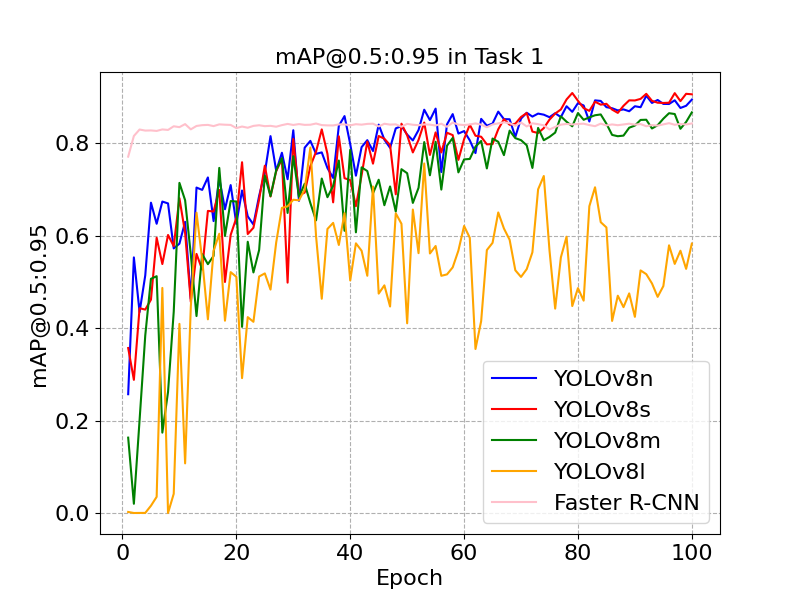 mAP@0.5:0.95 in Task 1
mAP@0.5:0.95
0.8
0.6
0.4
0.2
0.0
YOLOv8n
YOLOv8s
YOLOv8m
YOLOv8l
Faster R-CNN
0 20 40 60 80 100
Epoch